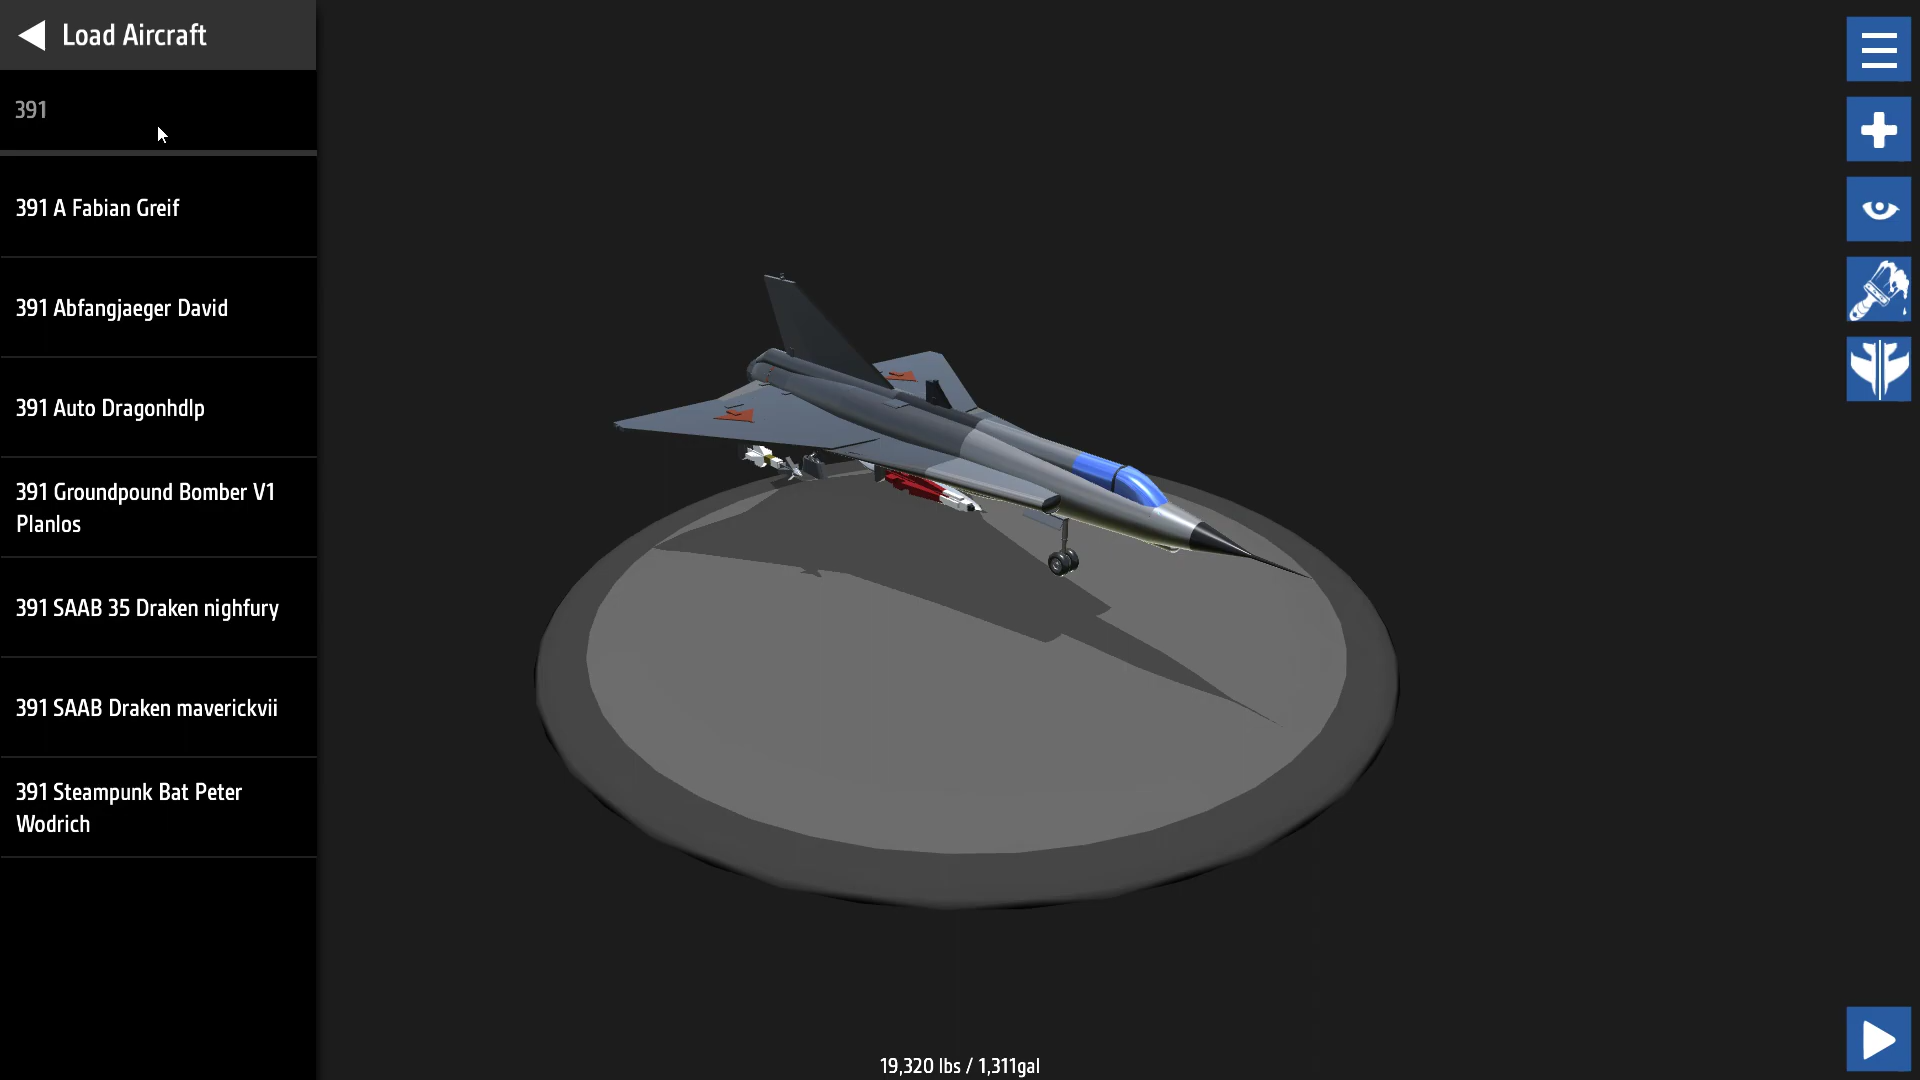 Load Aircraft
391
391 A Fabian Greif
391 Abfangjaeger David
391 Auto Dragonhdlp
391 Groundpound Bomber V1
Planlos
391 SAAB 35 Draken nighfury
391 SAAB Draken maverickvii
391 Steampunk Bat Peter
Wodrich
19,320 lbs / 1,311gal